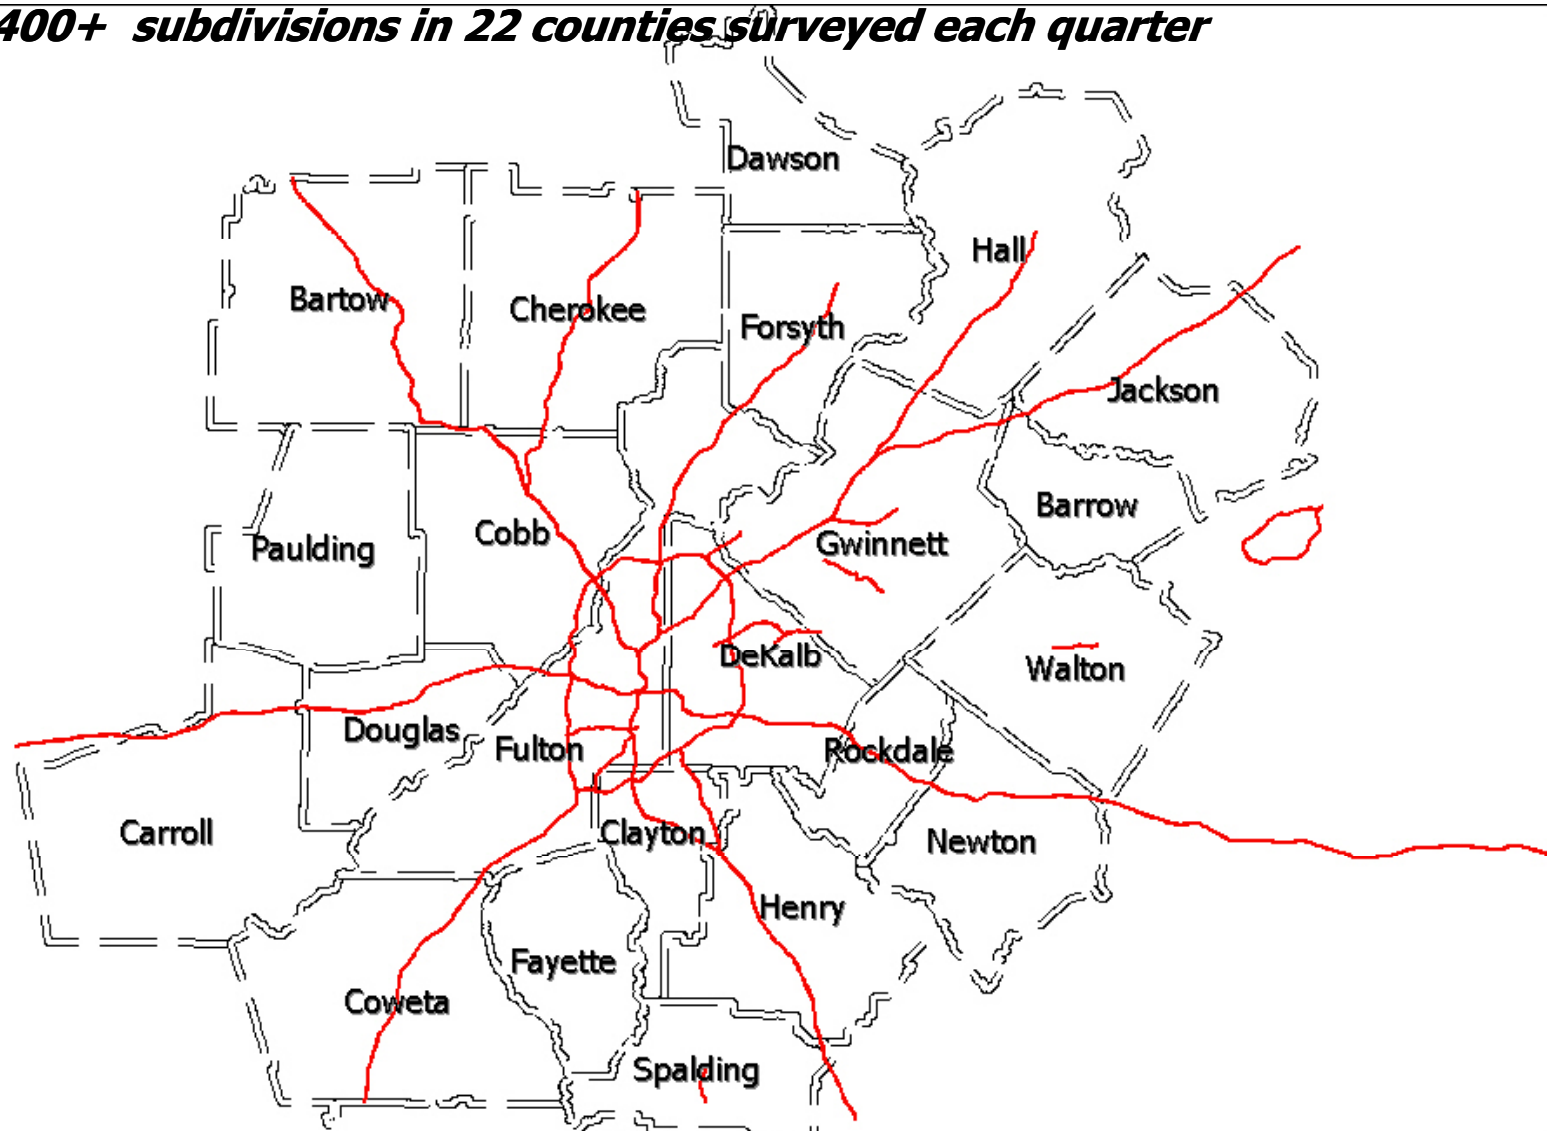 400+ subdivisions in 22 counties surveyed each quarter
Dawson
Hall
Bartow
Cherokee
Forsyth
Jackson
Barrow
Cobb
Gwinnett
Paulding
DeKalb
Walton
Douglas
Fulton
Rockdale
Carroll
Clayton
Newton
Henry
Fayette
Coweta
Spalding